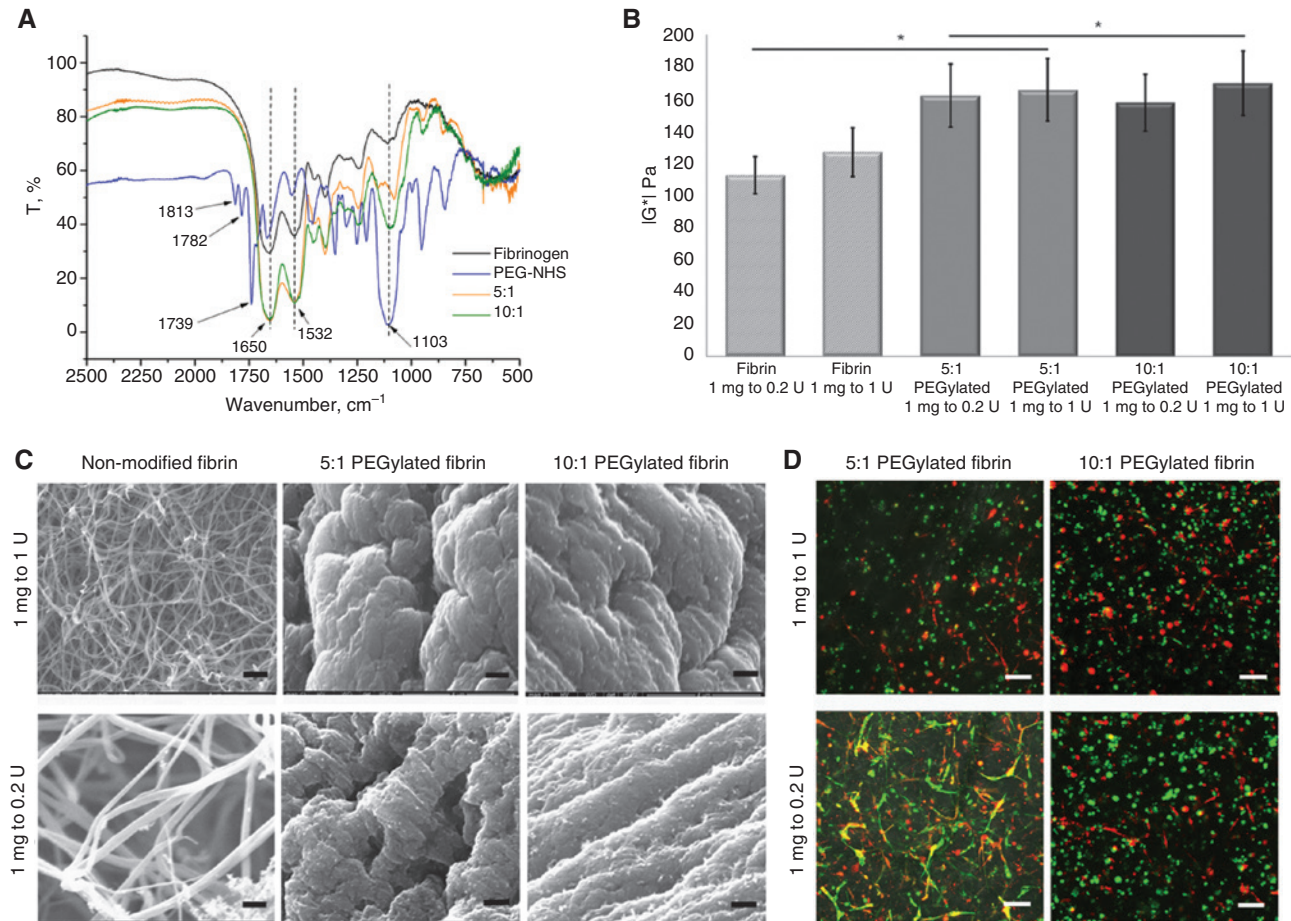 A
T, %
100
80
60
40
20
0
1813
1782
1739
1650
1532
1103
Fibrinogen
PEG-NHS
5:1
10:1
2500 2250 2000 1750 1500 1250 1000 750 500
Wavenumber, cm⁻¹
B
|G*| Pa
200
180
160
140
120
100
80
60
40
20
0
*
*
Fibrin
1 mg to 0.2 U
Fibrin
1 mg to 1 U
5:1
PEGylated
1 mg to 0.2 U
5:1
PEGylated
1 mg to 1 U
10:1
PEGylated
1 mg to 0.2 U
10:1
PEGylated
1 mg to 1 U
C
Non-modified fibrin
5:1 PEGylated fibrin
10:1 PEGylated fibrin
1 mg to 1 U
1 mg to 0.2 U
D
5:1 PEGylated fibrin
10:1 PEGylated fibrin
1 mg to 1 U
1 mg to 0.2 U